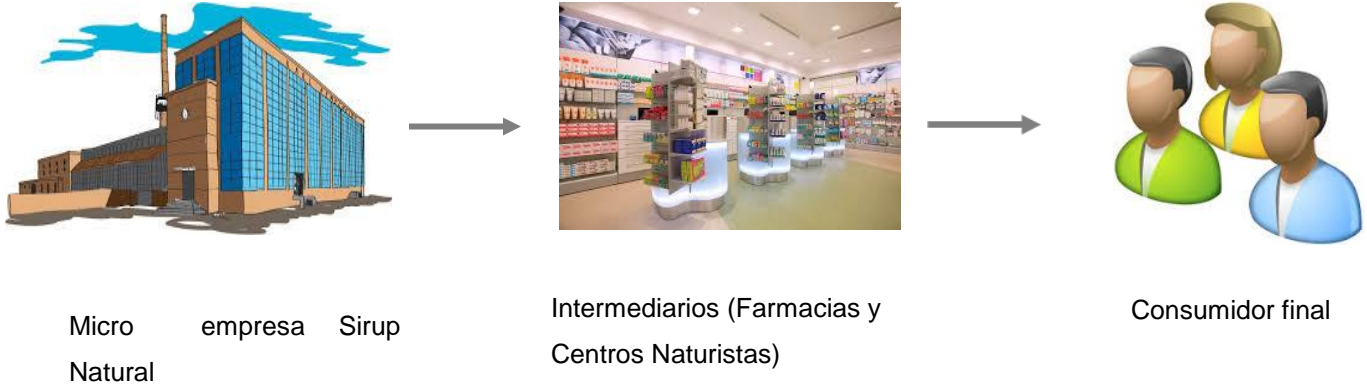 Micro empresa Sirup
Natural
Intermediarios (Farmacias y
Centros Naturistas)
Consumidor final